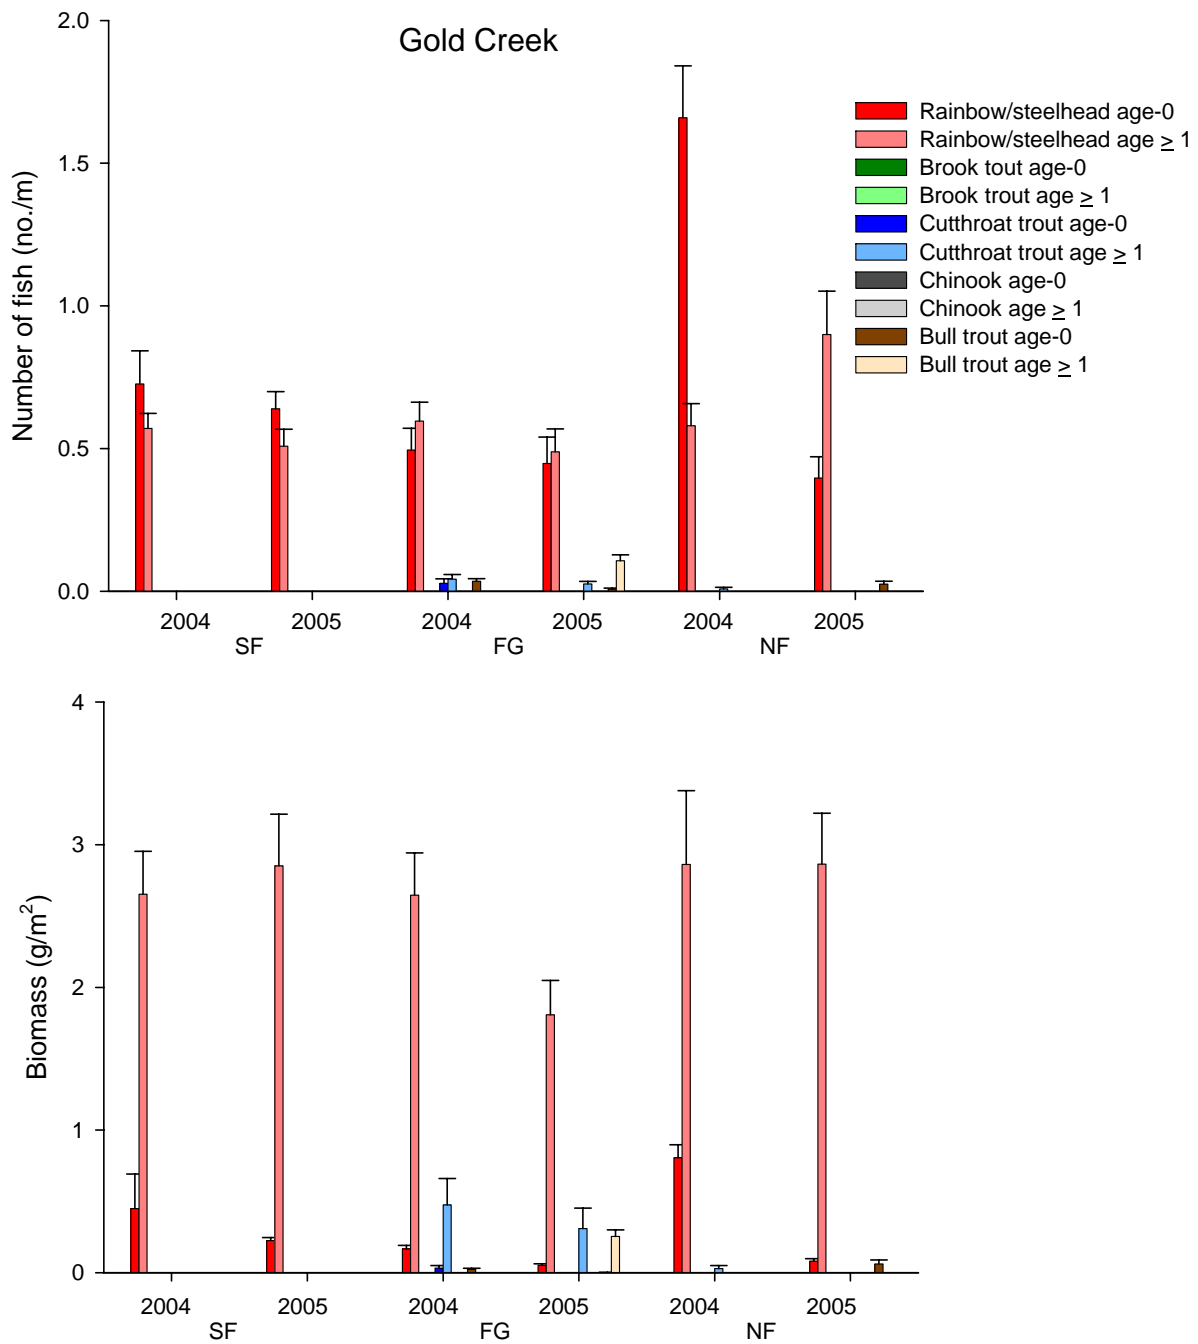 Gold Creek
Number of fish (no./m)
2.0
1.5
1.0
0.5
0.0
Rainbow/steelhead age-0
Rainbow/steelhead age ≥ 1
Brook tout age-0
Brook trout age ≥ 1
Cutthroat trout age-0
Cutthroat trout age ≥ 1
Chinook age-0
Chinook age ≥ 1
Bull trout age-0
Bull trout age ≥ 1
2004 2005 2004 2005 2004 2005
SF FG NF
Biomass (g/m²)
4
3
2
1
0
2004 2005 2004 2005 2004 2005
SF FG NF